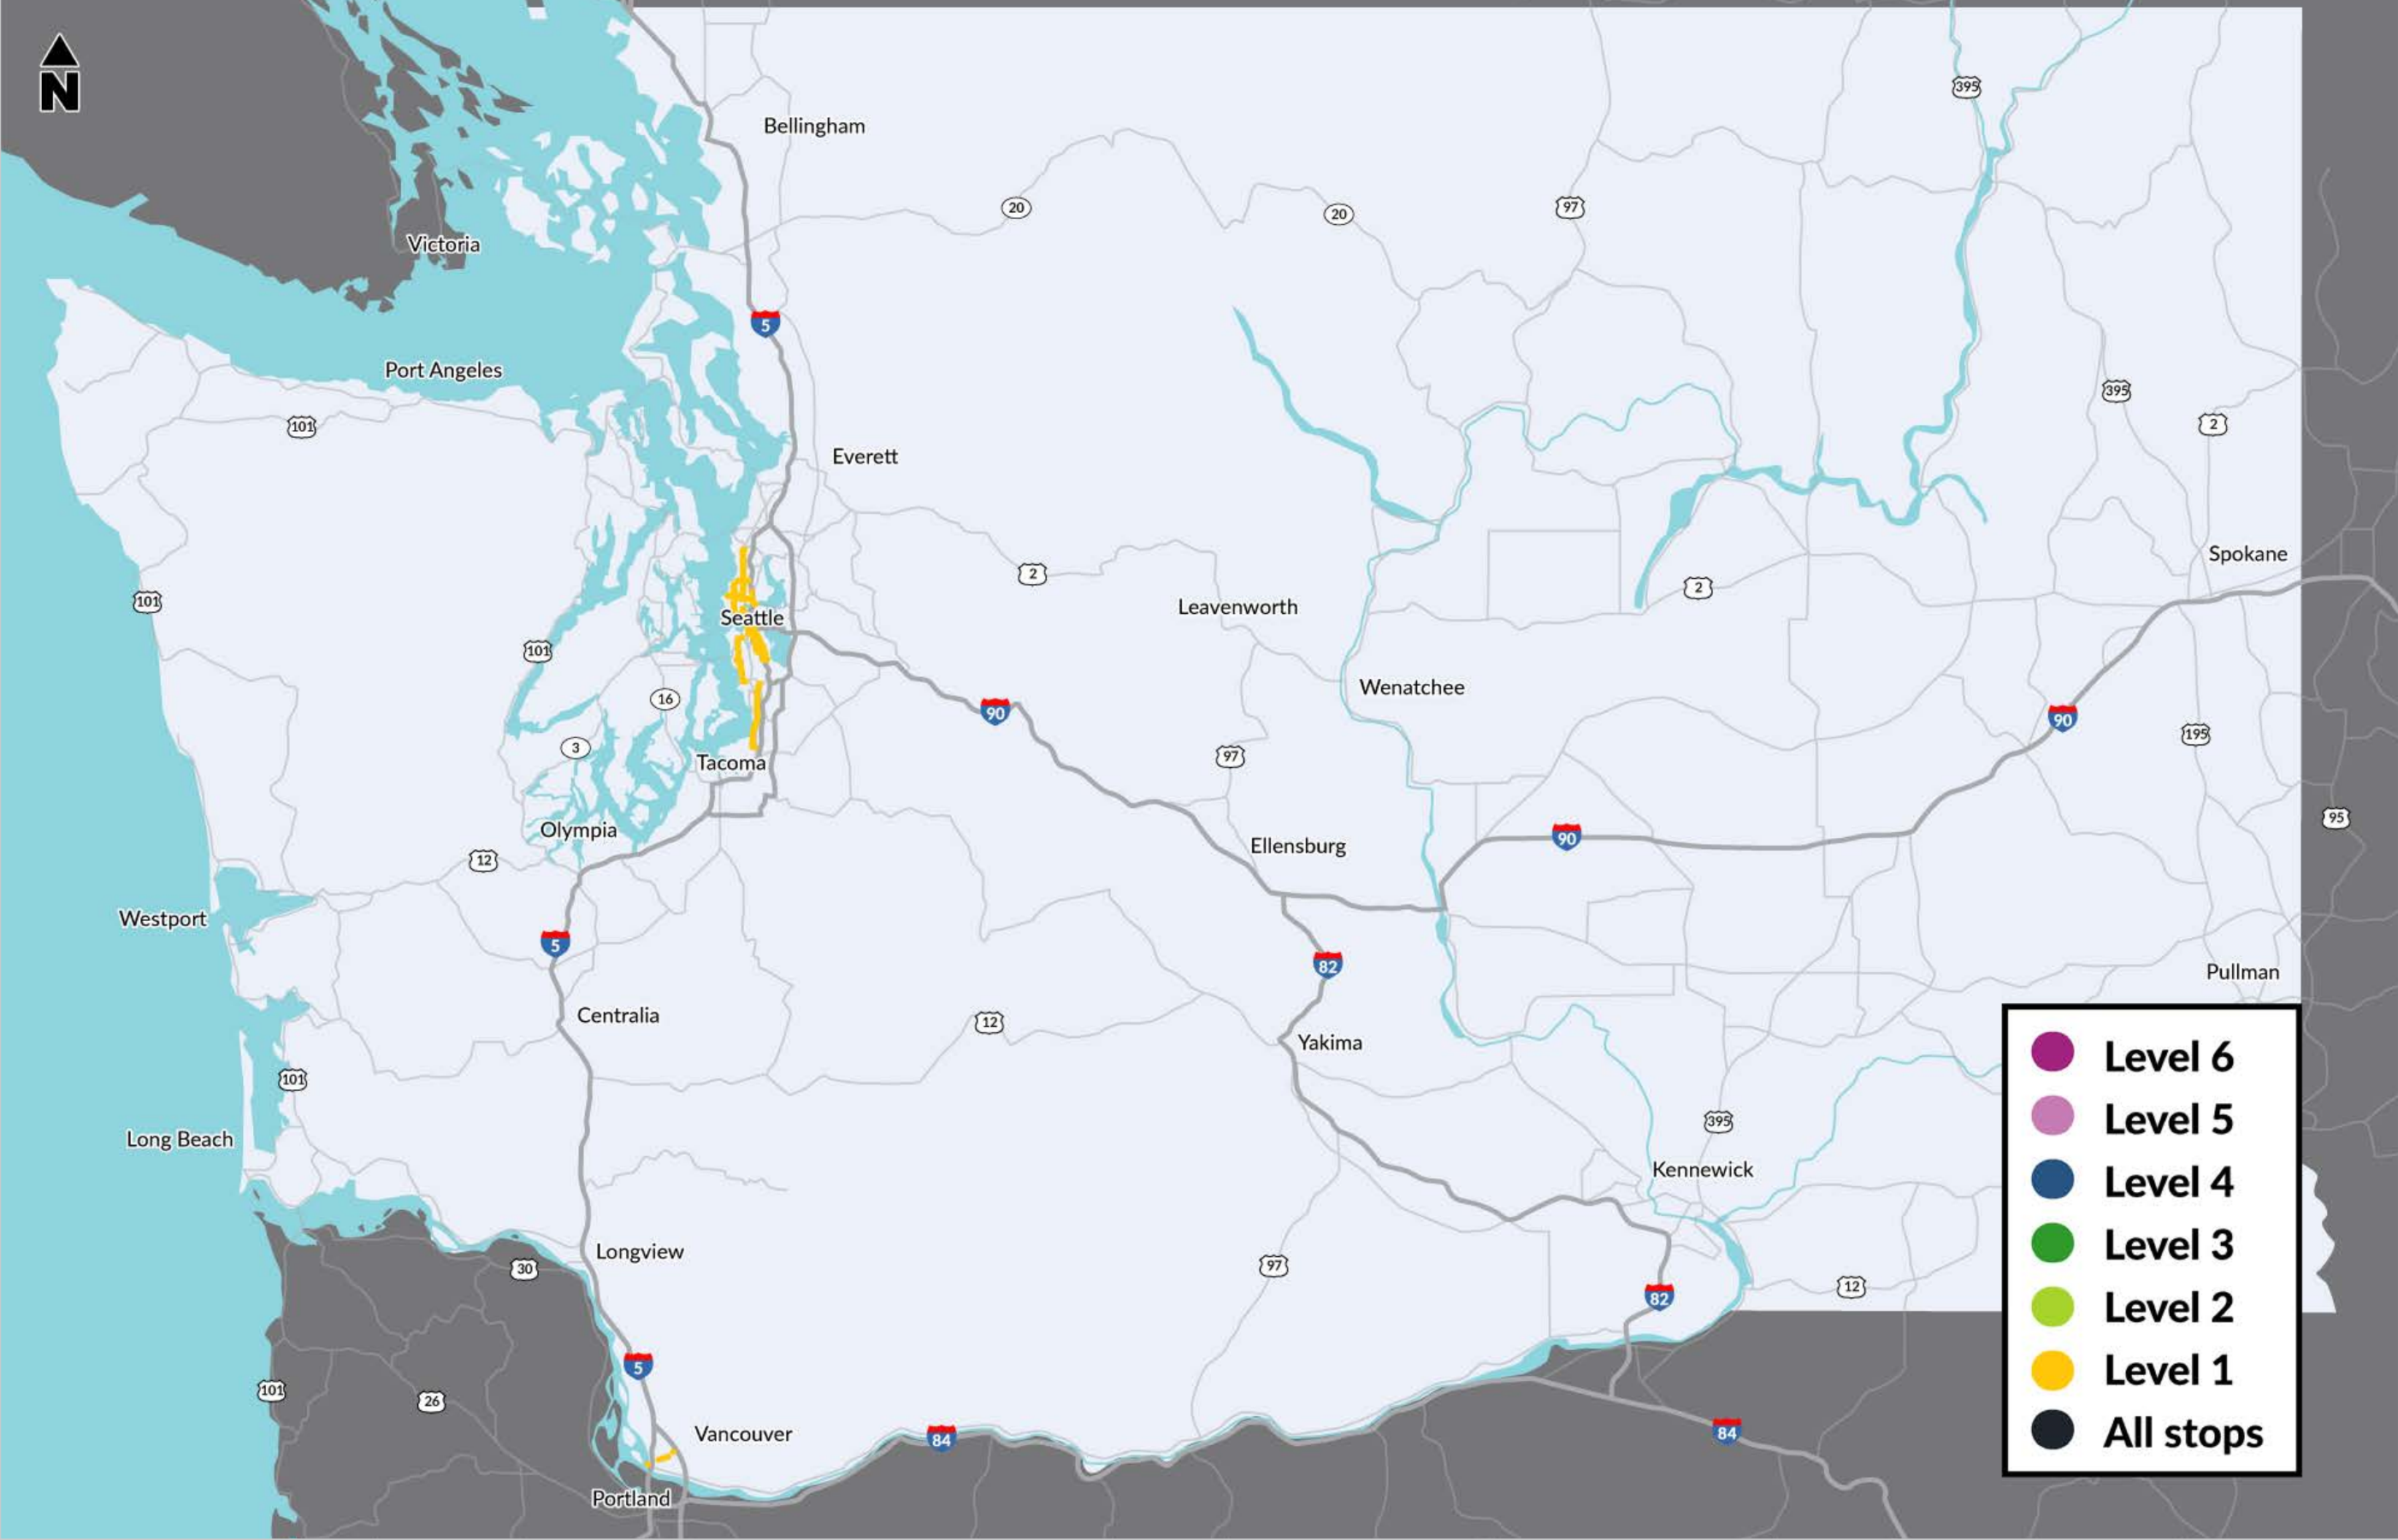 N
395
Bellingham
20
20
97
Victoria
5
Port Angeles
395
101
2
Everett
Spokane
2
2
101
Leavenworth
Seattle
101
Wenatchee
16
90
90
195
3
97
Tacoma
95
Olympia
90
Ellensburg
12
Westport
5
82
Pullman
Centralia
12
Yakima
Level 6
101
Level 5
395
Long Beach
Kennewick
Level 4
Longview
Level 3
97
30
12
82
Level 2
5
Level 1
101
26
Vancouver
84
84
All stops
Portland